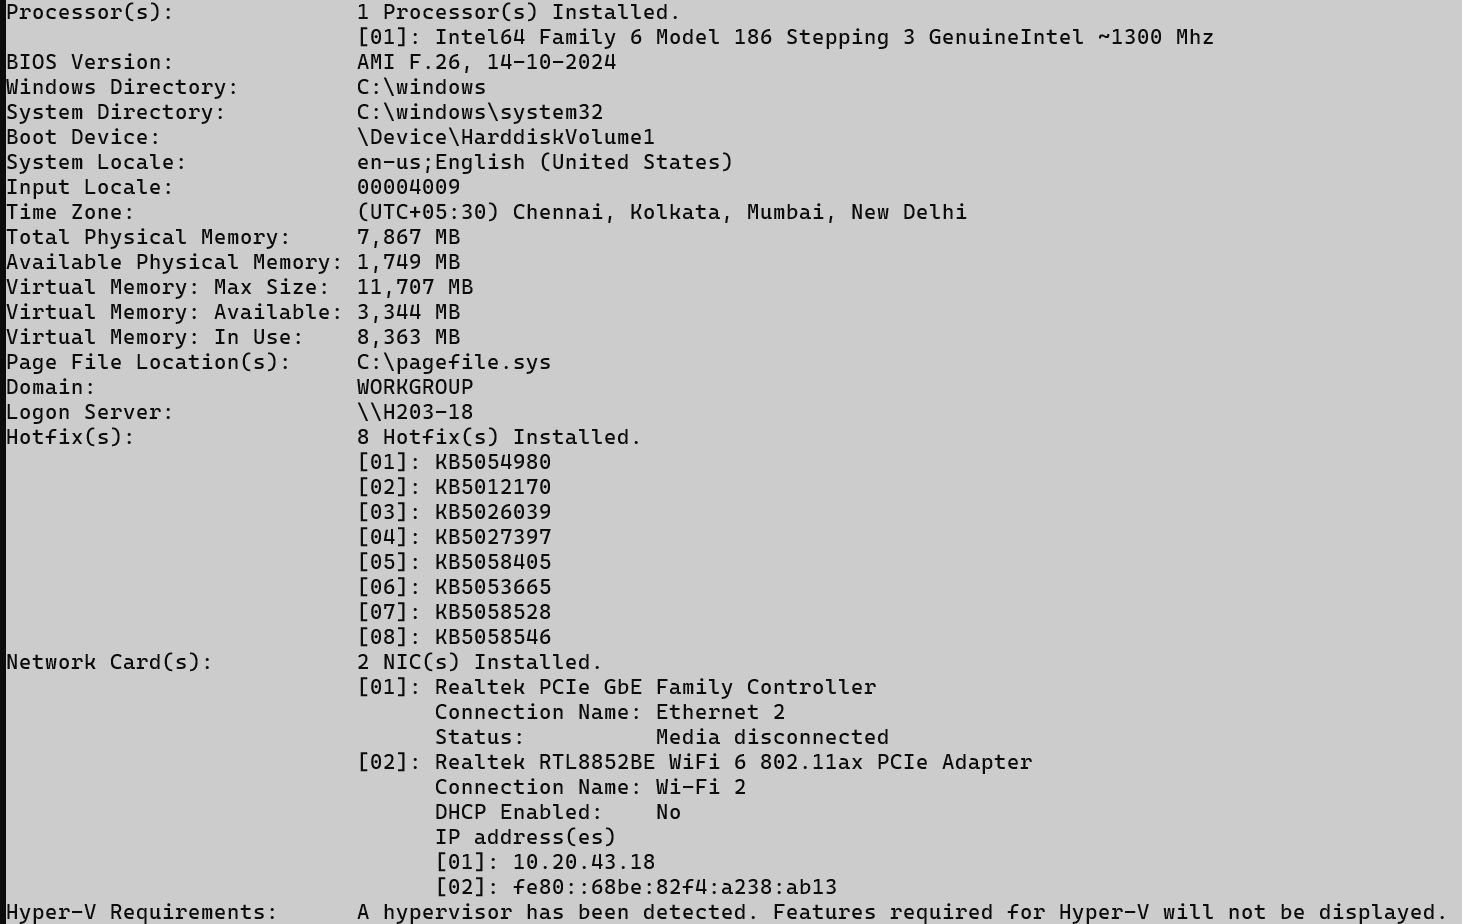 Processor(s):              1 Processor(s) Installed.
                           [01]: Intel64 Family 6 Model 186 Stepping 3 GenuineIntel ~1300 Mhz
BIOS Version:              AMI F.26, 14-10-2024
Windows Directory:         C:\windows
System Directory:          C:\windows\system32
Boot Device:               \Device\HarddiskVolume1
System Locale:             en-us;English (United States)
Input Locale:              00004009
Time Zone:                 (UTC+05:30) Chennai, Kolkata, Mumbai, New Delhi
Total Physical Memory:     7,867 MB
Available Physical Memory: 1,749 MB
Virtual Memory: Max Size:  11,707 MB
Virtual Memory: Available: 3,344 MB
Virtual Memory: In Use:    8,363 MB
Page File Location(s):     C:\pagefile.sys
Domain:                    WORKGROUP
Logon Server:              \\H203-18
Hotfix(s):                 8 Hotfix(s) Installed.
                           [01]: KB5054980
                           [02]: KB5012170
                           [03]: KB5026039
                           [04]: KB5027397
                           [05]: KB5058405
                           [06]: KB5053665
                           [07]: KB5058528
                           [08]: KB5058546
Network Card(s):           2 NIC(s) Installed.
                           [01]: Realtek PCIe GbE Family Controller
                                 Connection Name: Ethernet 2
                                 Status:          Media disconnected
                           [02]: Realtek RTL8852BE WiFi 6 802.11ax PCIe Adapter
                                 Connection Name: Wi-Fi 2
                                 DHCP Enabled:    No
                                 IP address(es)
                                 [01]: 10.20.43.18
                                 [02]: fe80::68be:82f4:a238:ab13
Hyper-V Requirements:      A hypervisor has been detected. Features required for Hyper-V will not be displayed.